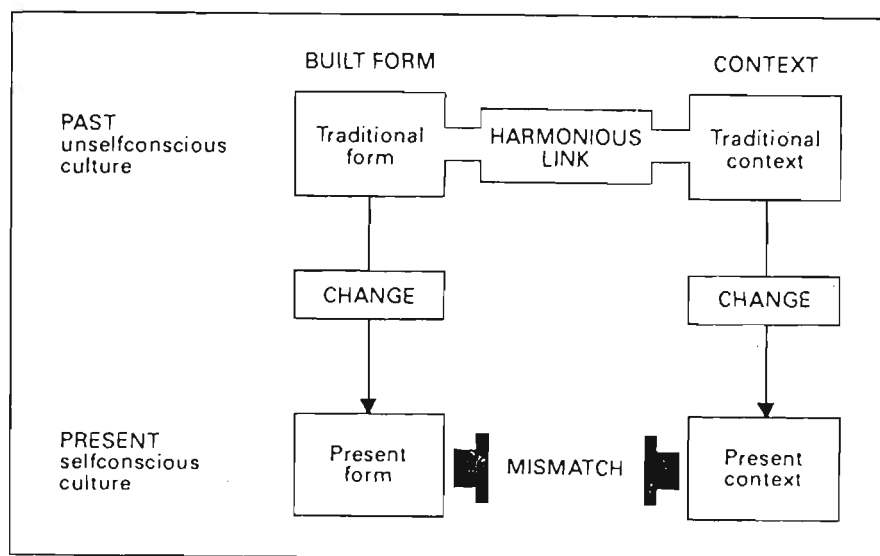 BUILT FORM
CONTEXT
PAST
unselfconscious
culture
Traditional
form
HARMONIOUS
LINK
Traditional
context
CHANGE
CHANGE
PRESENT
selfconscious
culture
Present
form
MISMATCH
Present
context